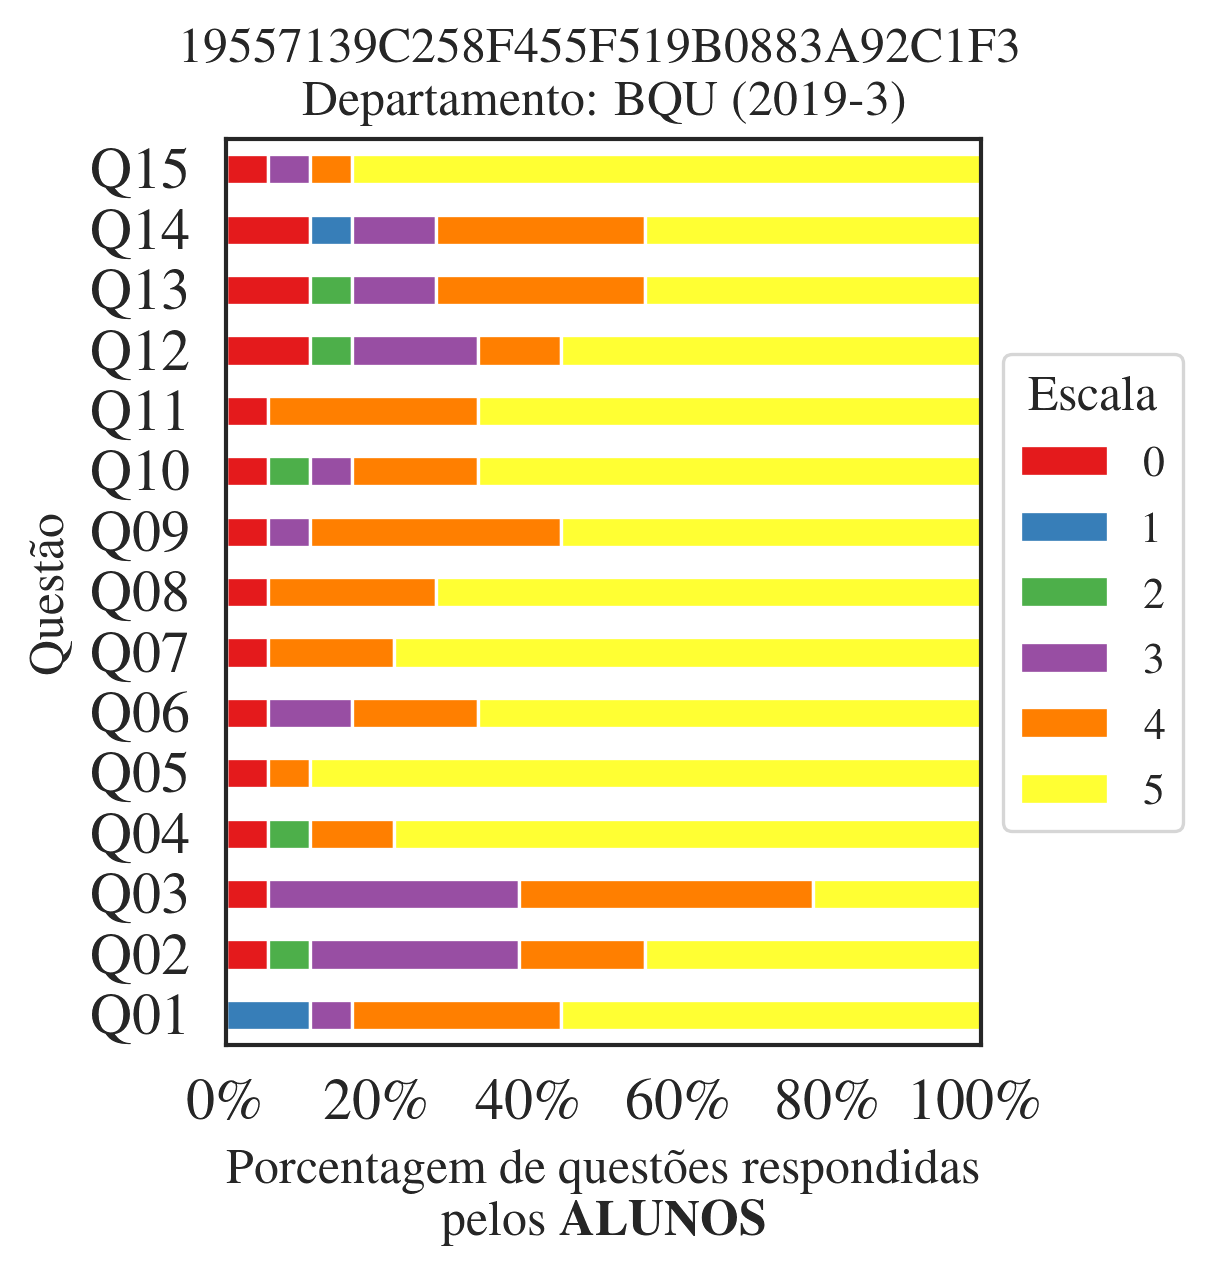 19557139C258F455F519B0883A92C1F3
Departamento: BQU (2019-3)
Questão
Q15
Q14
Q13
Q12
Q11
Q10
Q09
Q08
Q07
Q06
Q05
Q04
Q03
Q02
Q01
0% 20% 40% 60% 80% 100%
Porcentagem de questões respondidas
pelos ALUNOS
Escala
0
1
2
3
4
5